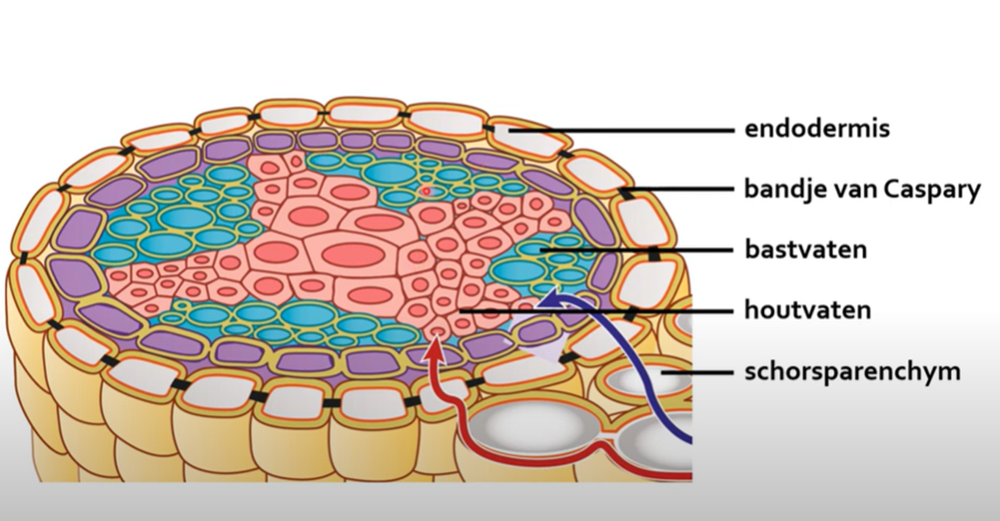 endodermis
bandje van Caspary
bastvaten
houtvaten
schorsparenchym